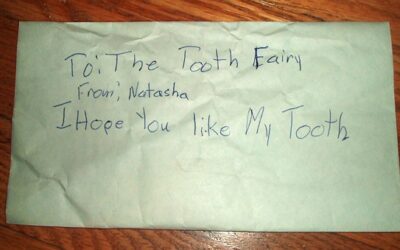 To: The Tooth Fairy
From; Natasha
I Hope You like My Tooth